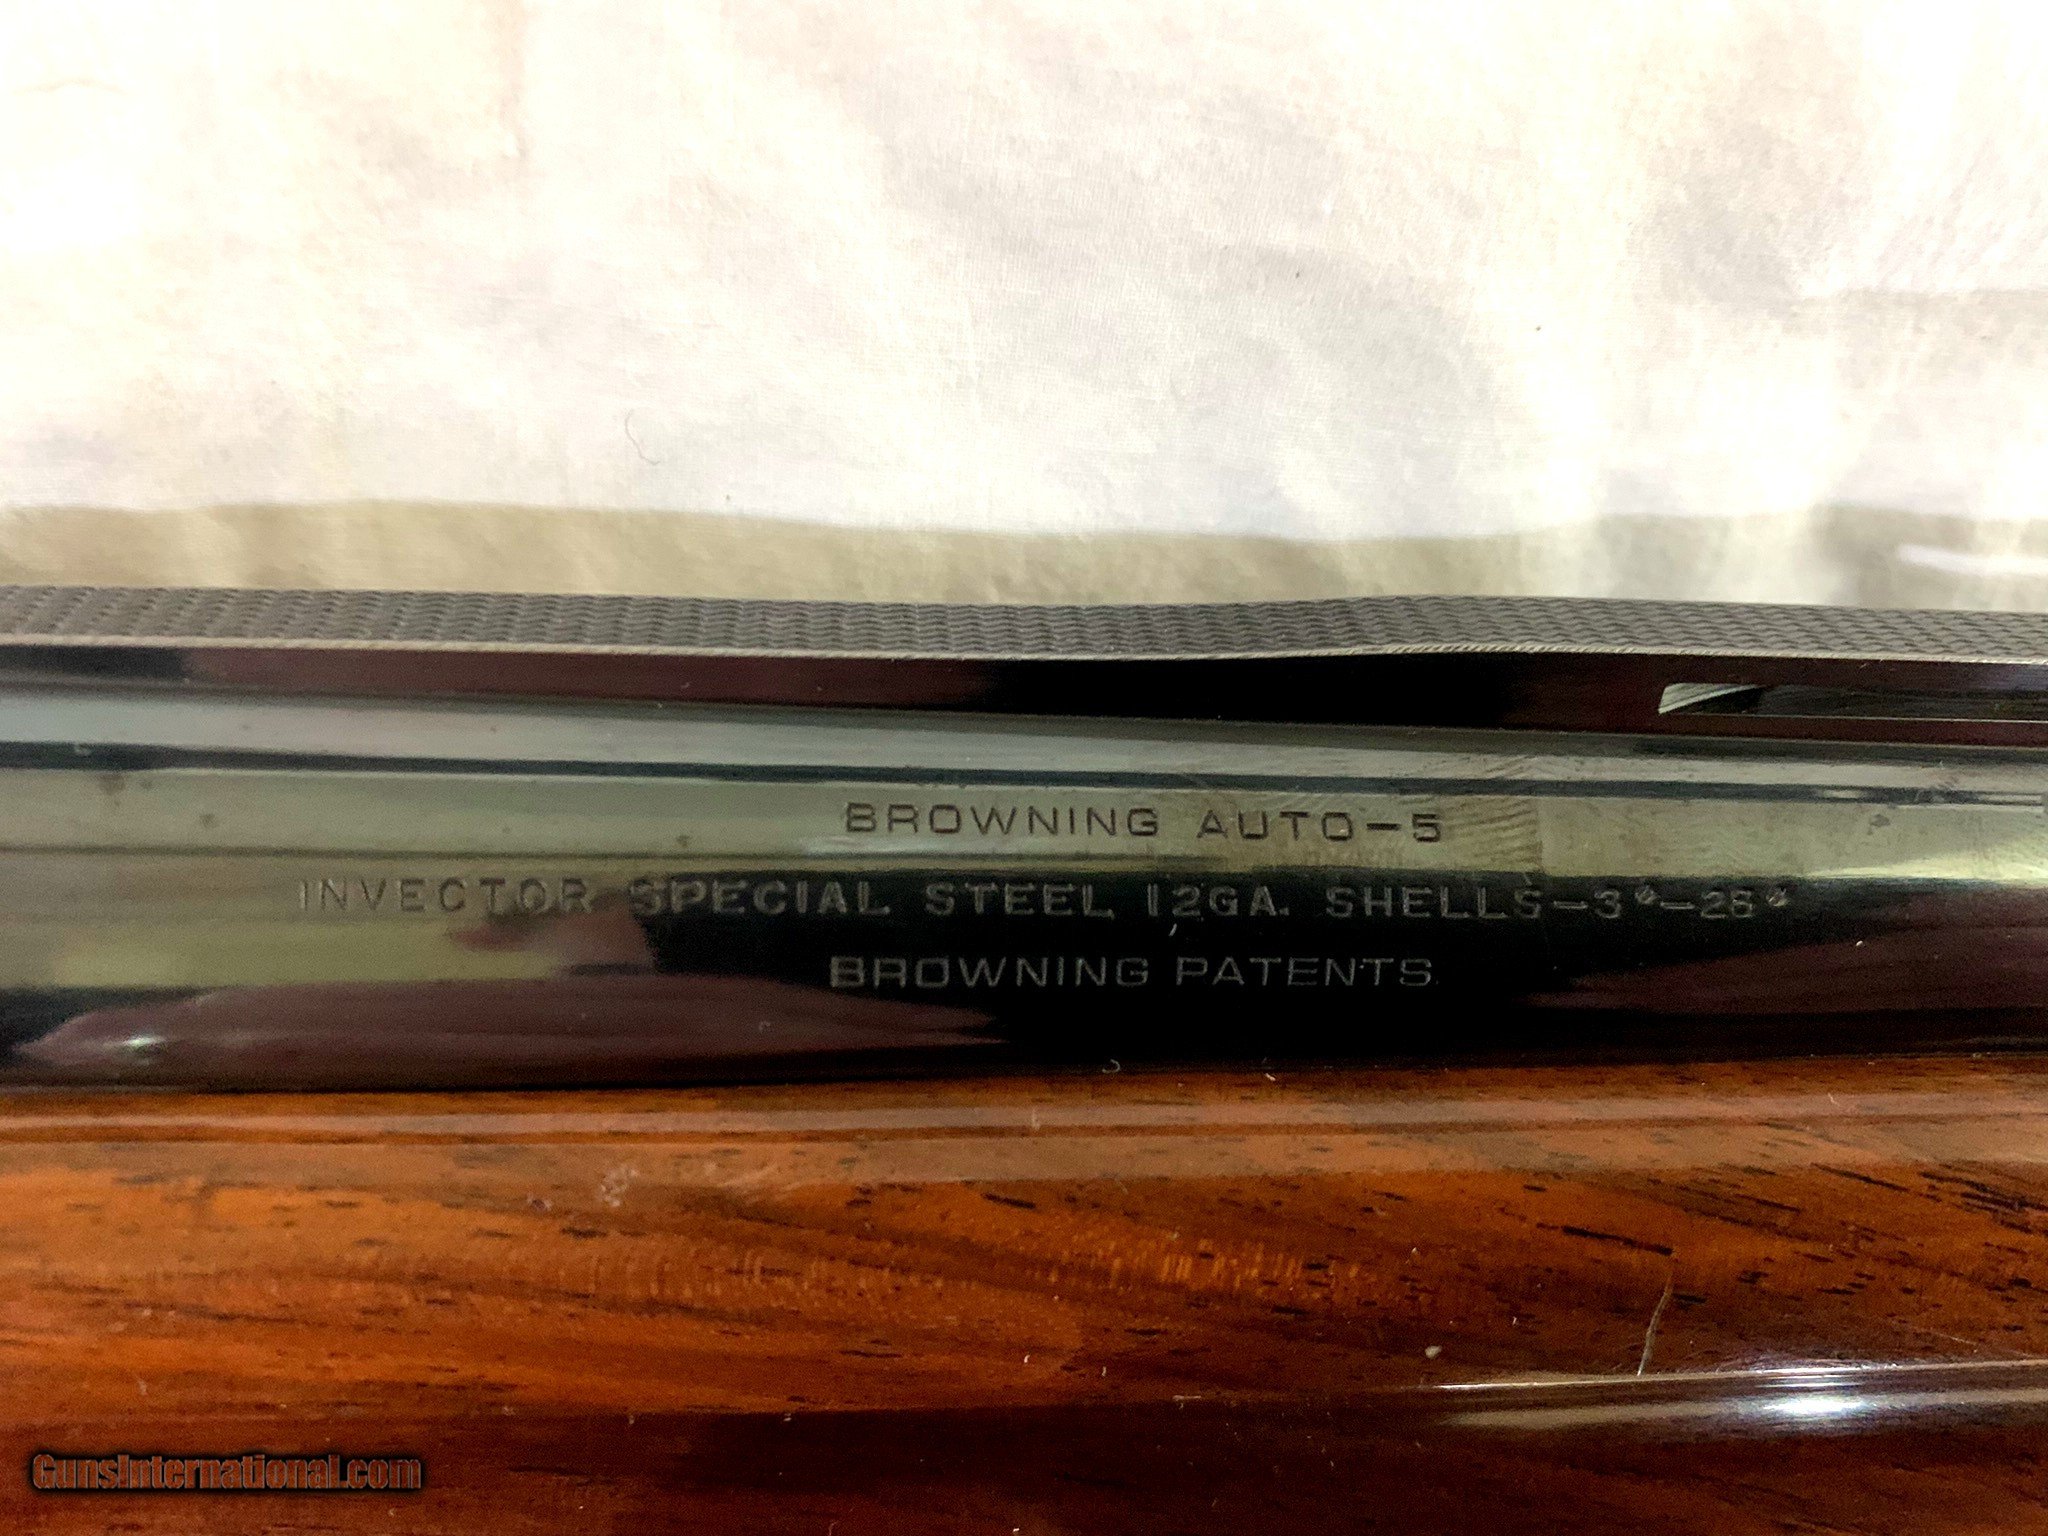 BROWNING AUTO-5
INVECTOR SPECIAL STEEL 12GA. SHELLS-3"-28"
BROWNING PATENTS
GunsInternational.com